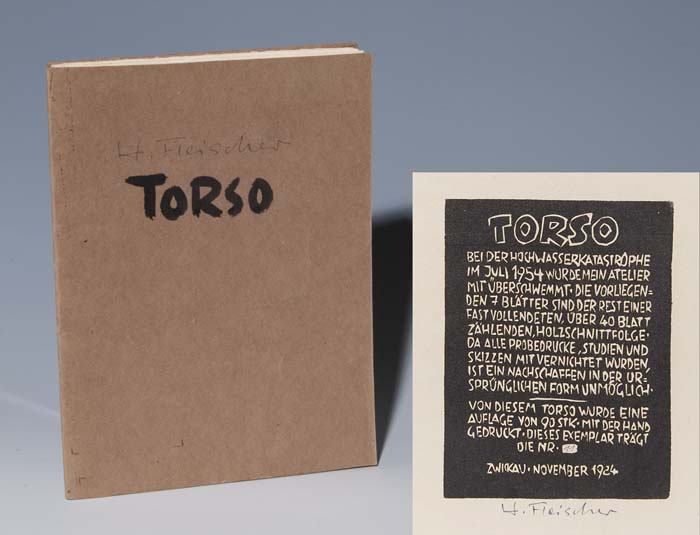 H. Fleischer
TORSO
TORSO
BEI DER HOCHWASSERKATASTRÓPHE
IM JULI 1954 WURDE MEIN ATELIER
MIT ÜBERSCHWEMMT · DIE VORLIEGEN=
DEN 7 BLÄTTER SIND DER REST EINER
FAST VOLLENDETEN, ÜBER 40 BLATT
ZÄHLENDEN, HOLZSCHNITTFOLGE ·
DA ALLE PROBEDRUCKE, STUDIEN UND
SKIZZEN MIT VERNICHTET WURDEN,
IST EIN NACHSCHAFFEN IN DER UR=
SPRÜNGLICHEN FORM UNMÖGLICH ·
VON DIESEM TORSO WURDE EINE
AUFLAGE VON 90 STK · MIT DER HAND
GEDRUCKT · DIESES EXEMPLAR TRÄGT
DIE NR ·
ZWICKAU · NOVEMBER 1924
H. Fleischer